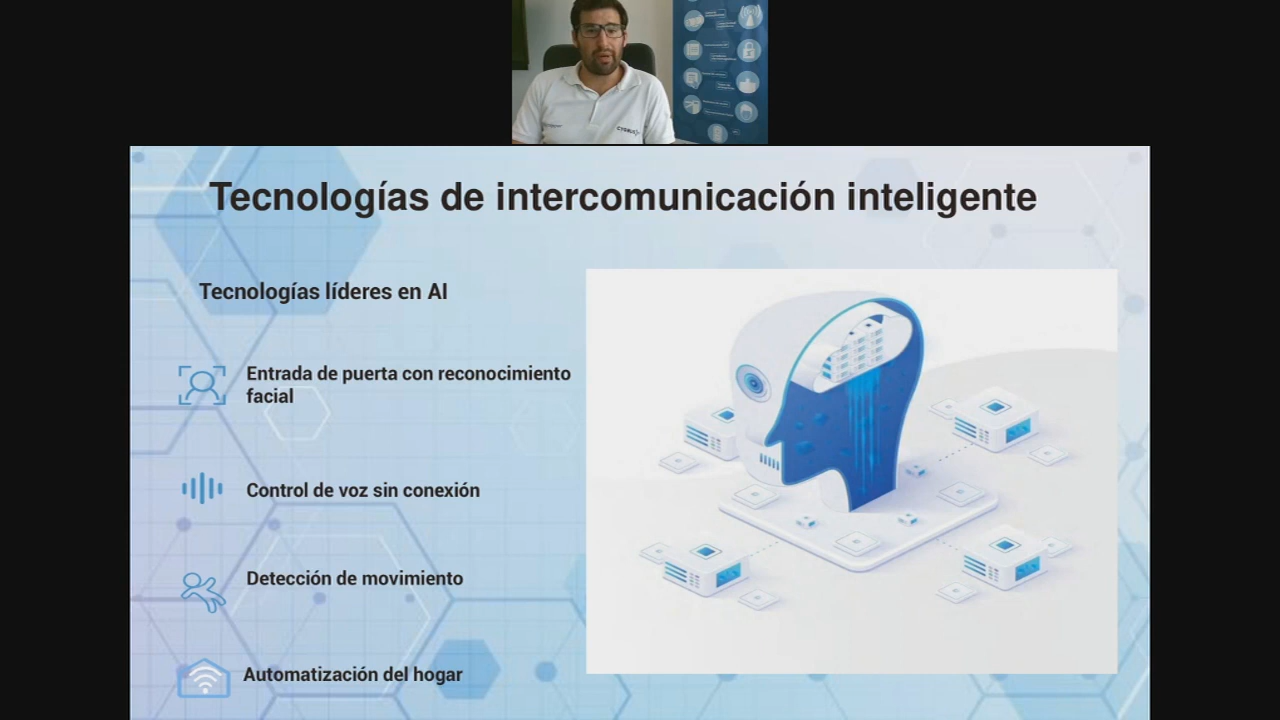 CYGNUS
Tecnologías de intercomunicación inteligente
Tecnologías líderes en AI
Entrada de puerta con reconocimiento
facial
Control de voz sin conexión
Detección de movimiento
Automatización del hogar